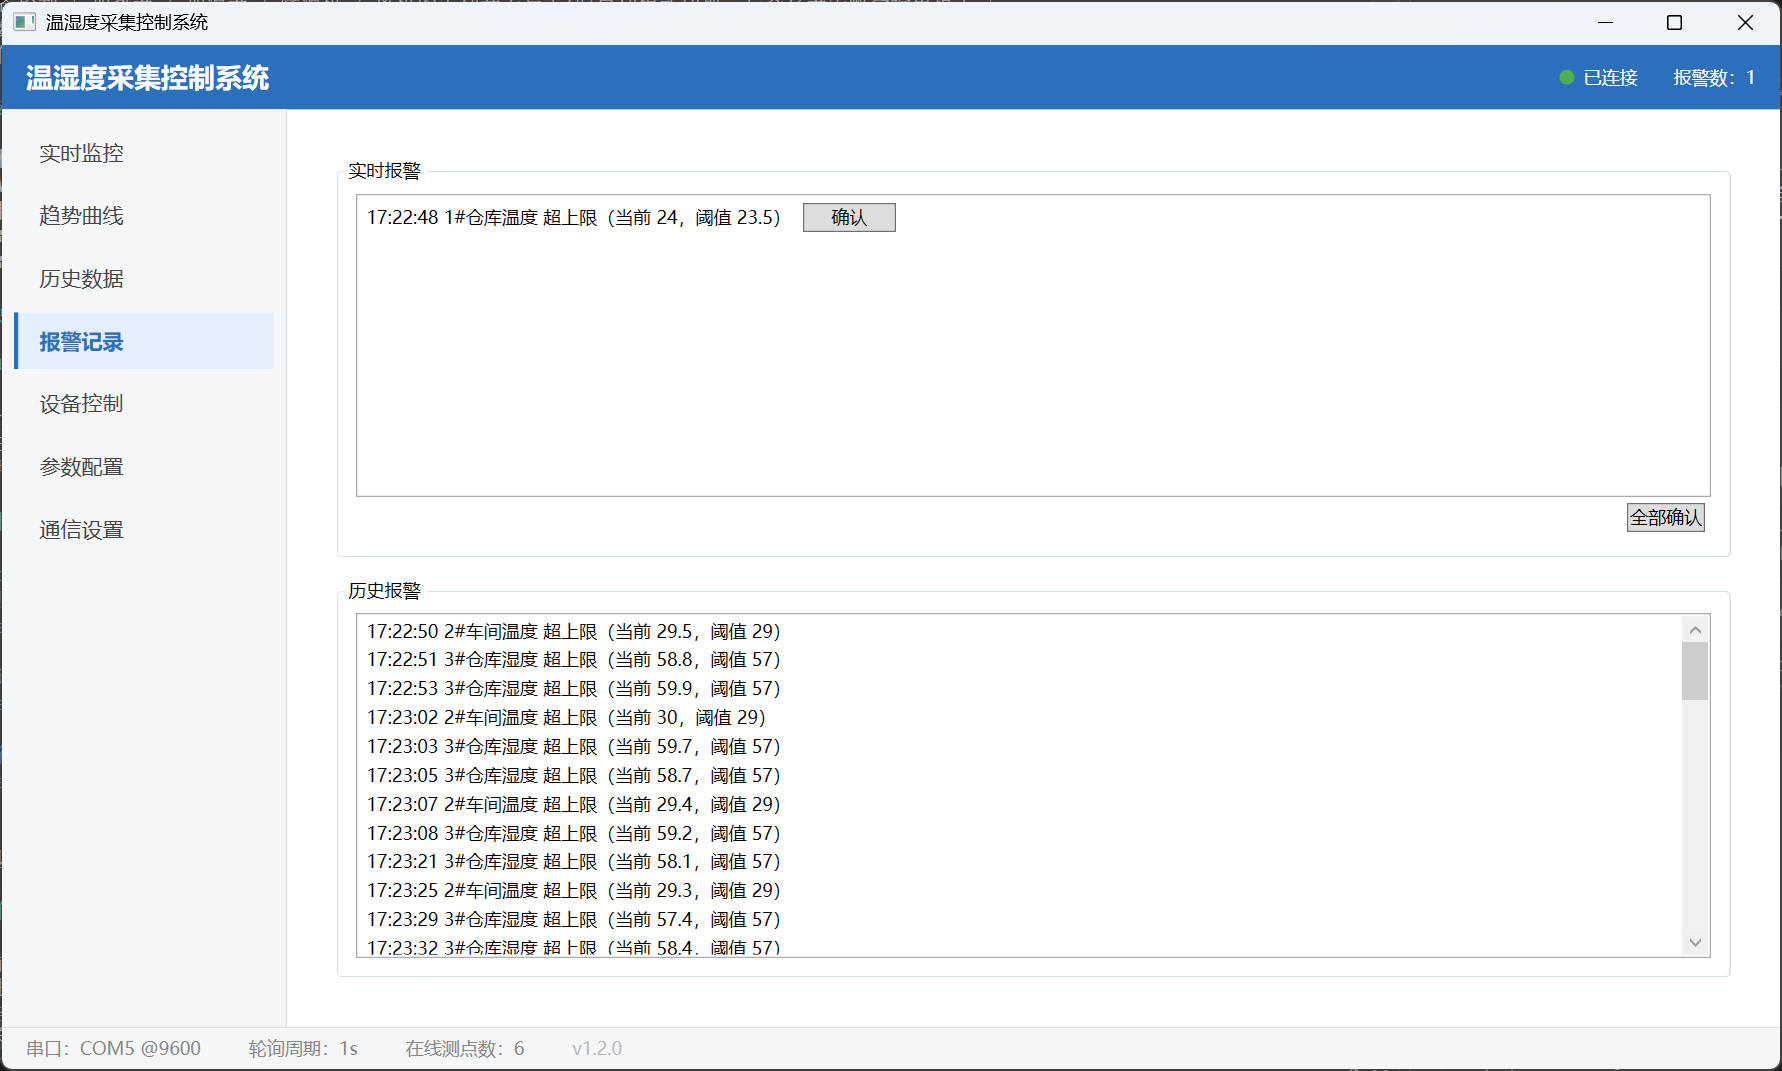 温湿度采集控制系统
温湿度采集控制系统
已连接 报警数：1
实时监控
趋势曲线
历史数据
报警记录
设备控制
参数配置
通信设置
实时报警
17:22:48 1#仓库温度 超上限（当前 24，阈值 23.5） 确认
全部确认
历史报警
17:22:50 2#车间温度 超上限（当前 29.5，阈值 29）
17:22:51 3#仓库湿度 超上限（当前 58.8，阈值 57）
17:22:53 3#仓库湿度 超上限（当前 59.9，阈值 57）
17:23:02 2#车间温度 超上限（当前 30，阈值 29）
17:23:03 3#仓库湿度 超上限（当前 59.7，阈值 57）
17:23:05 3#仓库湿度 超上限（当前 58.7，阈值 57）
17:23:07 2#车间温度 超上限（当前 29.4，阈值 29）
17:23:08 3#仓库湿度 超上限（当前 59.2，阈值 57）
17:23:21 3#仓库湿度 超上限（当前 58.1，阈值 57）
17:23:25 2#车间温度 超上限（当前 29.3，阈值 29）
17:23:29 3#仓库湿度 超上限（当前 57.4，阈值 57）
17:23:32 3#仓库湿度 超上限（当前 58.4，阈值 57）
串口：COM5 @9600 轮询周期：1s 在线测点数：6 v1.2.0